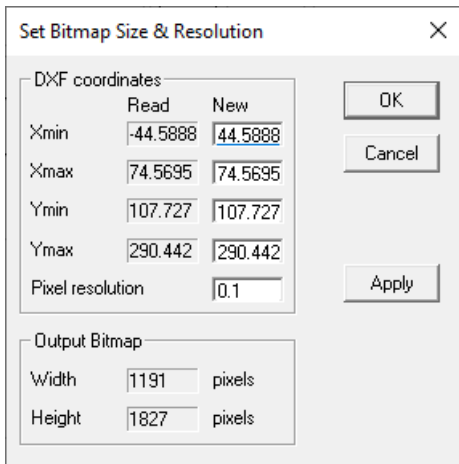 Set Bitmap Size & Resolution
DXF coordinates
Read New
Xmin -44.5888 44.5888
Xmax 74.5695 74.5695
Ymin 107.727 107.727
Ymax 290.442 290.442
Pixel resolution 0.1
OK
Cancel
Apply
Output Bitmap
Width 1191 pixels
Height 1827 pixels